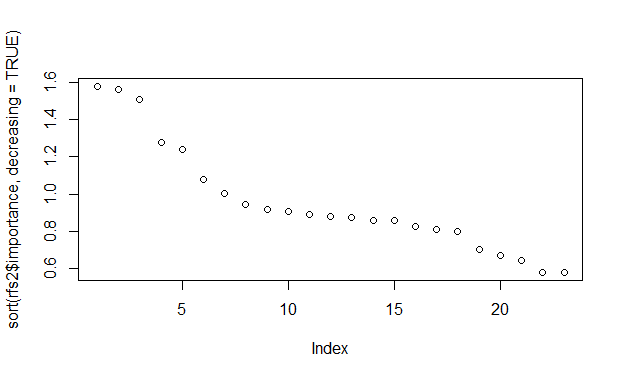 sort(rfs2$importance, decreasing = TRUE)
1.6
1.4
1.2
1.0
0.8
0.6
5 10 15 20
Index